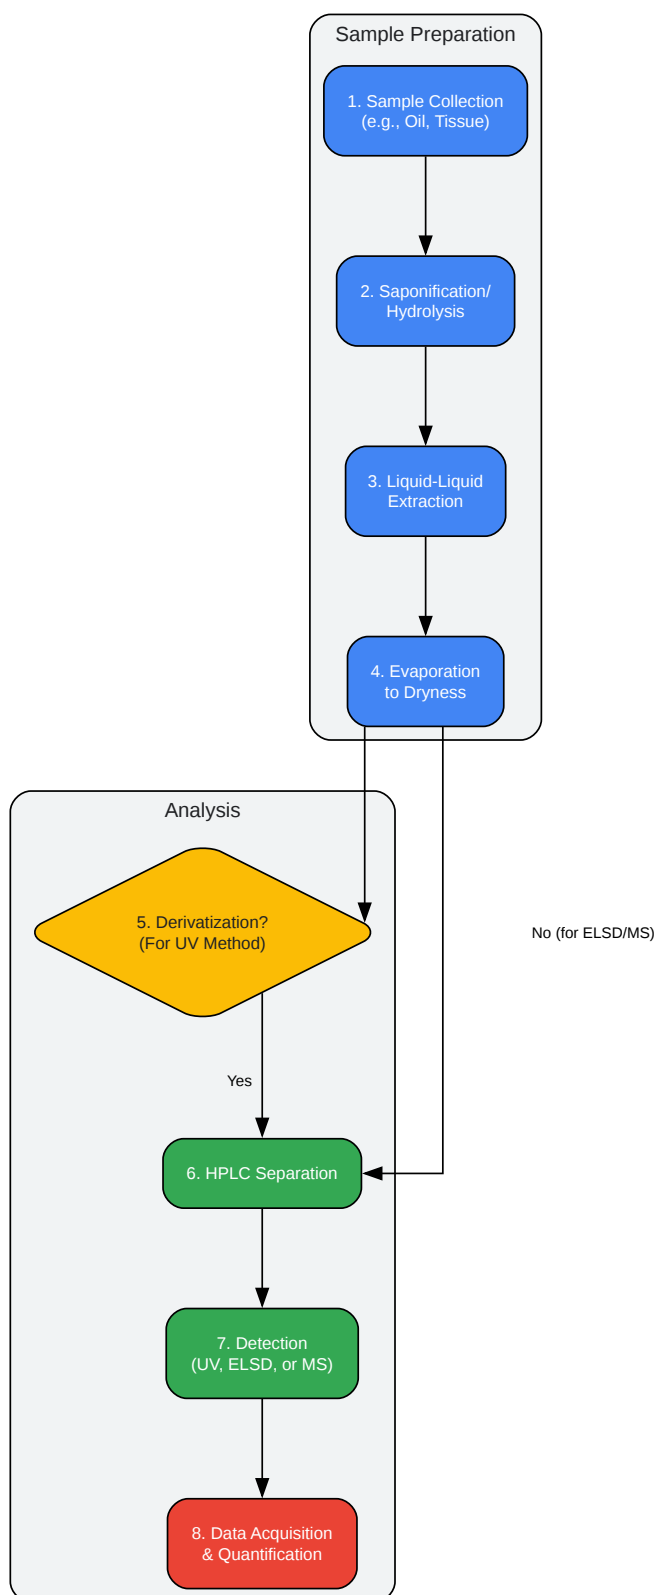 Sample Preparation
1. Sample Collection
(e.g., Oil, Tissue)
2. Saponification/
Hydrolysis
3. Liquid-Liquid
Extraction
4. Evaporation
to Dryness
Analysis
5. Derivatization?
(For UV Method)
No (for ELSD/MS)
Yes
6. HPLC Separation
7. Detection
(UV, ELSD, or MS)
8. Data Acquisition
& Quantification